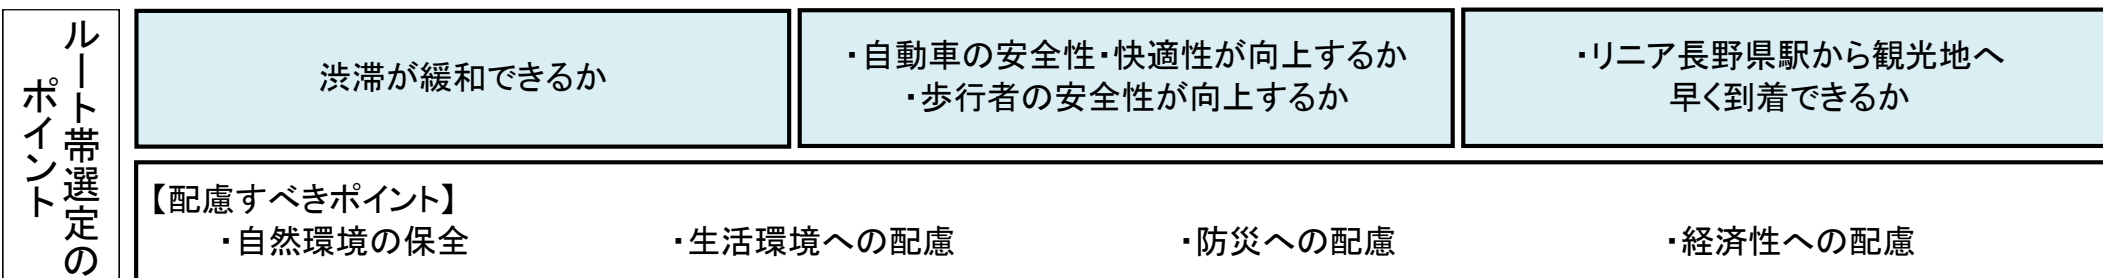 ルート帯選定の
ポイント
渋滞が緩和できるか
・自動車の安全性・快適性が向上するか
・歩行者の安全性が向上するか
・リニア長野県駅から観光地へ
早く到着できるか
【配慮すべきポイント】
・自然環境の保全
・生活環境への配慮
・防災への配慮
・経済性への配慮